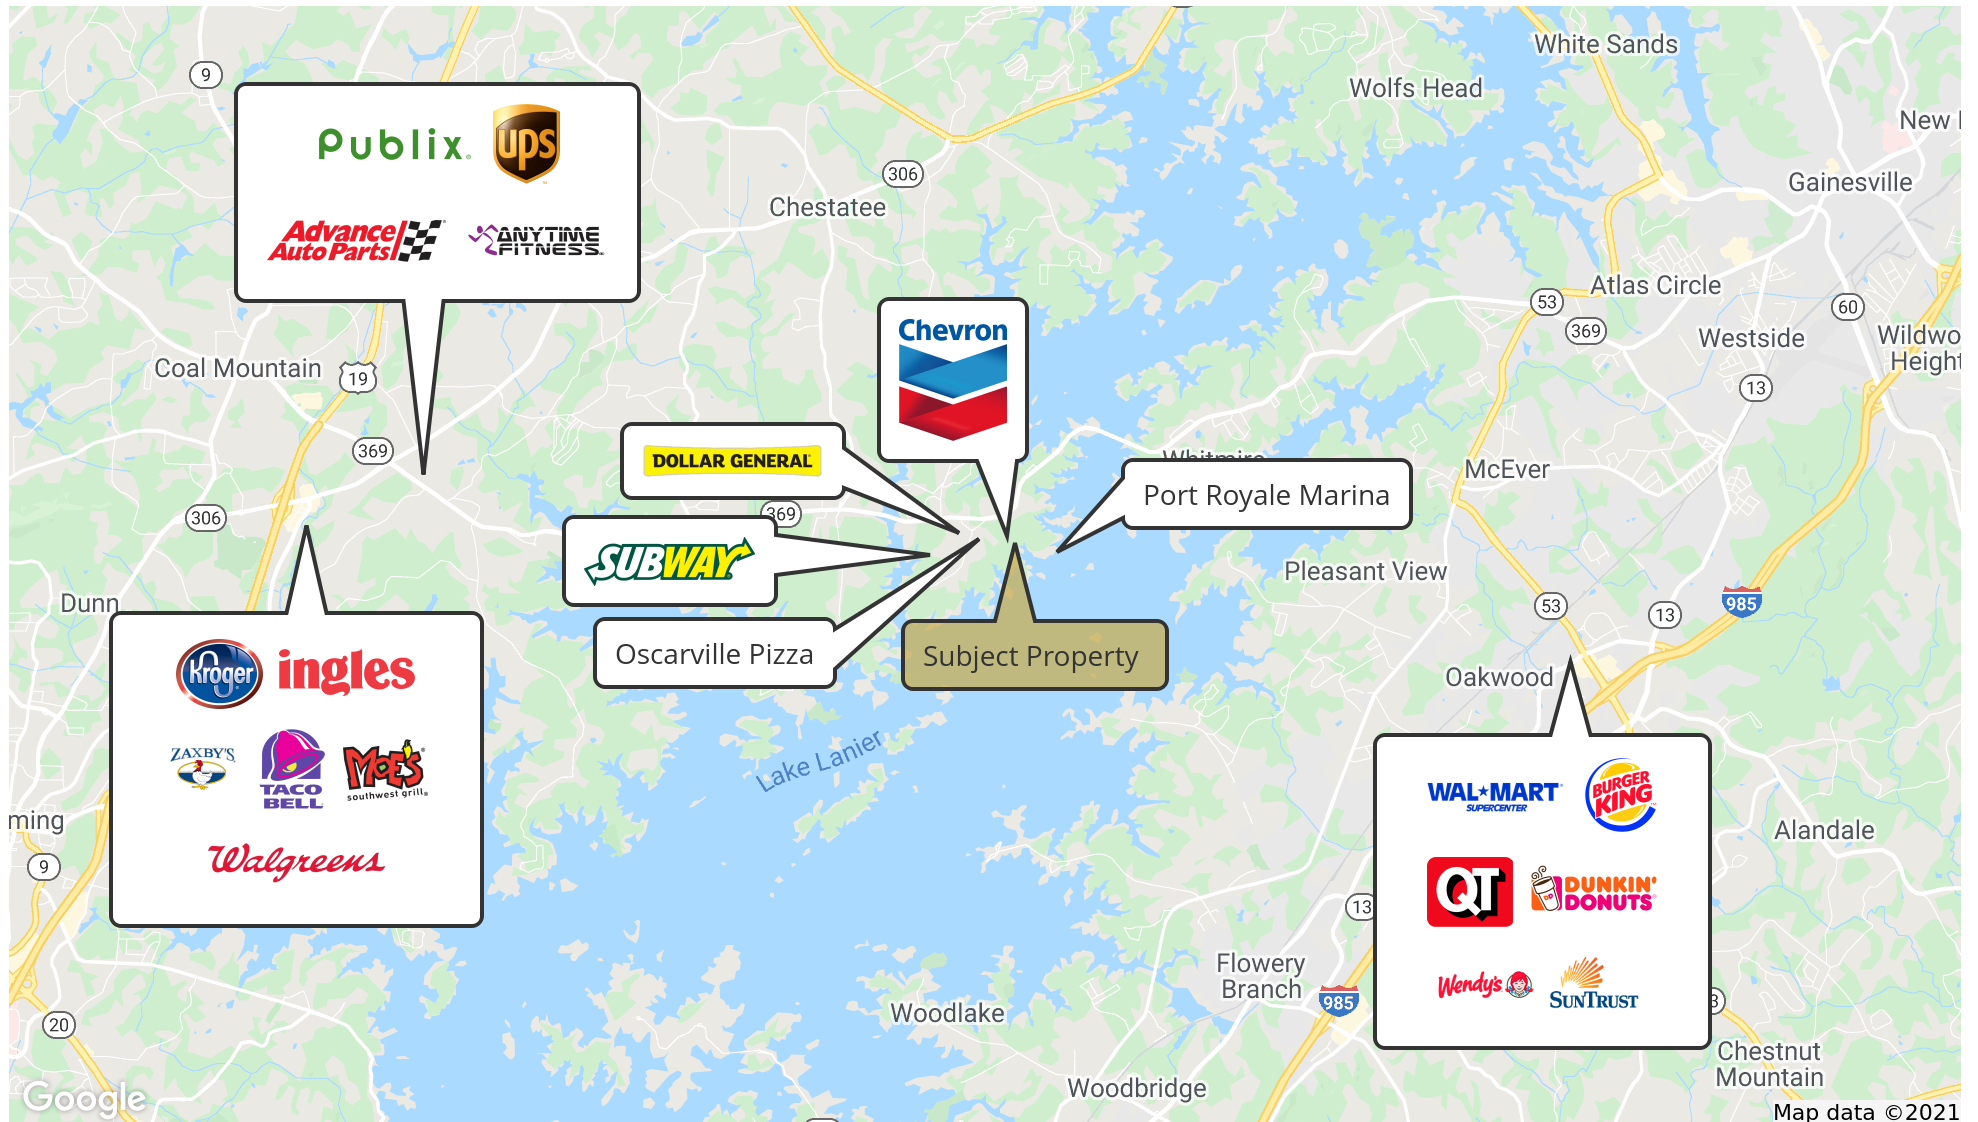 White Sands
Wolfs Head
9
New
Publix
ups
306
Gainesville
Chestatee
Advance
Auto Parts
ANYTIME
FITNESS
Atlas Circle
53
60
Chevron
369
Westside
Wildwo
Height
Coal Mountain
19
13
369
DOLLAR GENERAL
Whitmire
McEver
Port Royale Marina
306
369
SUBWAY
Pleasant View
Dunn
53
13
985
Oscarville Pizza
Subject Property
Kroger
ingles
Oakwood
ZAXBY'S
TACO
BELL
MOE'S
southwest grill
Lake Lanier
WAL★MART
SUPERCENTER
BURGER
KING
ming
Alandale
9
Walgreens
QT
DUNKIN'
DONUTS
13
Flowery
Branch
985
Wendy's
SUNTRUST
Woodlake
3
20
Chestnut
Mountain
Woodbridge
Google
Map data ©2021